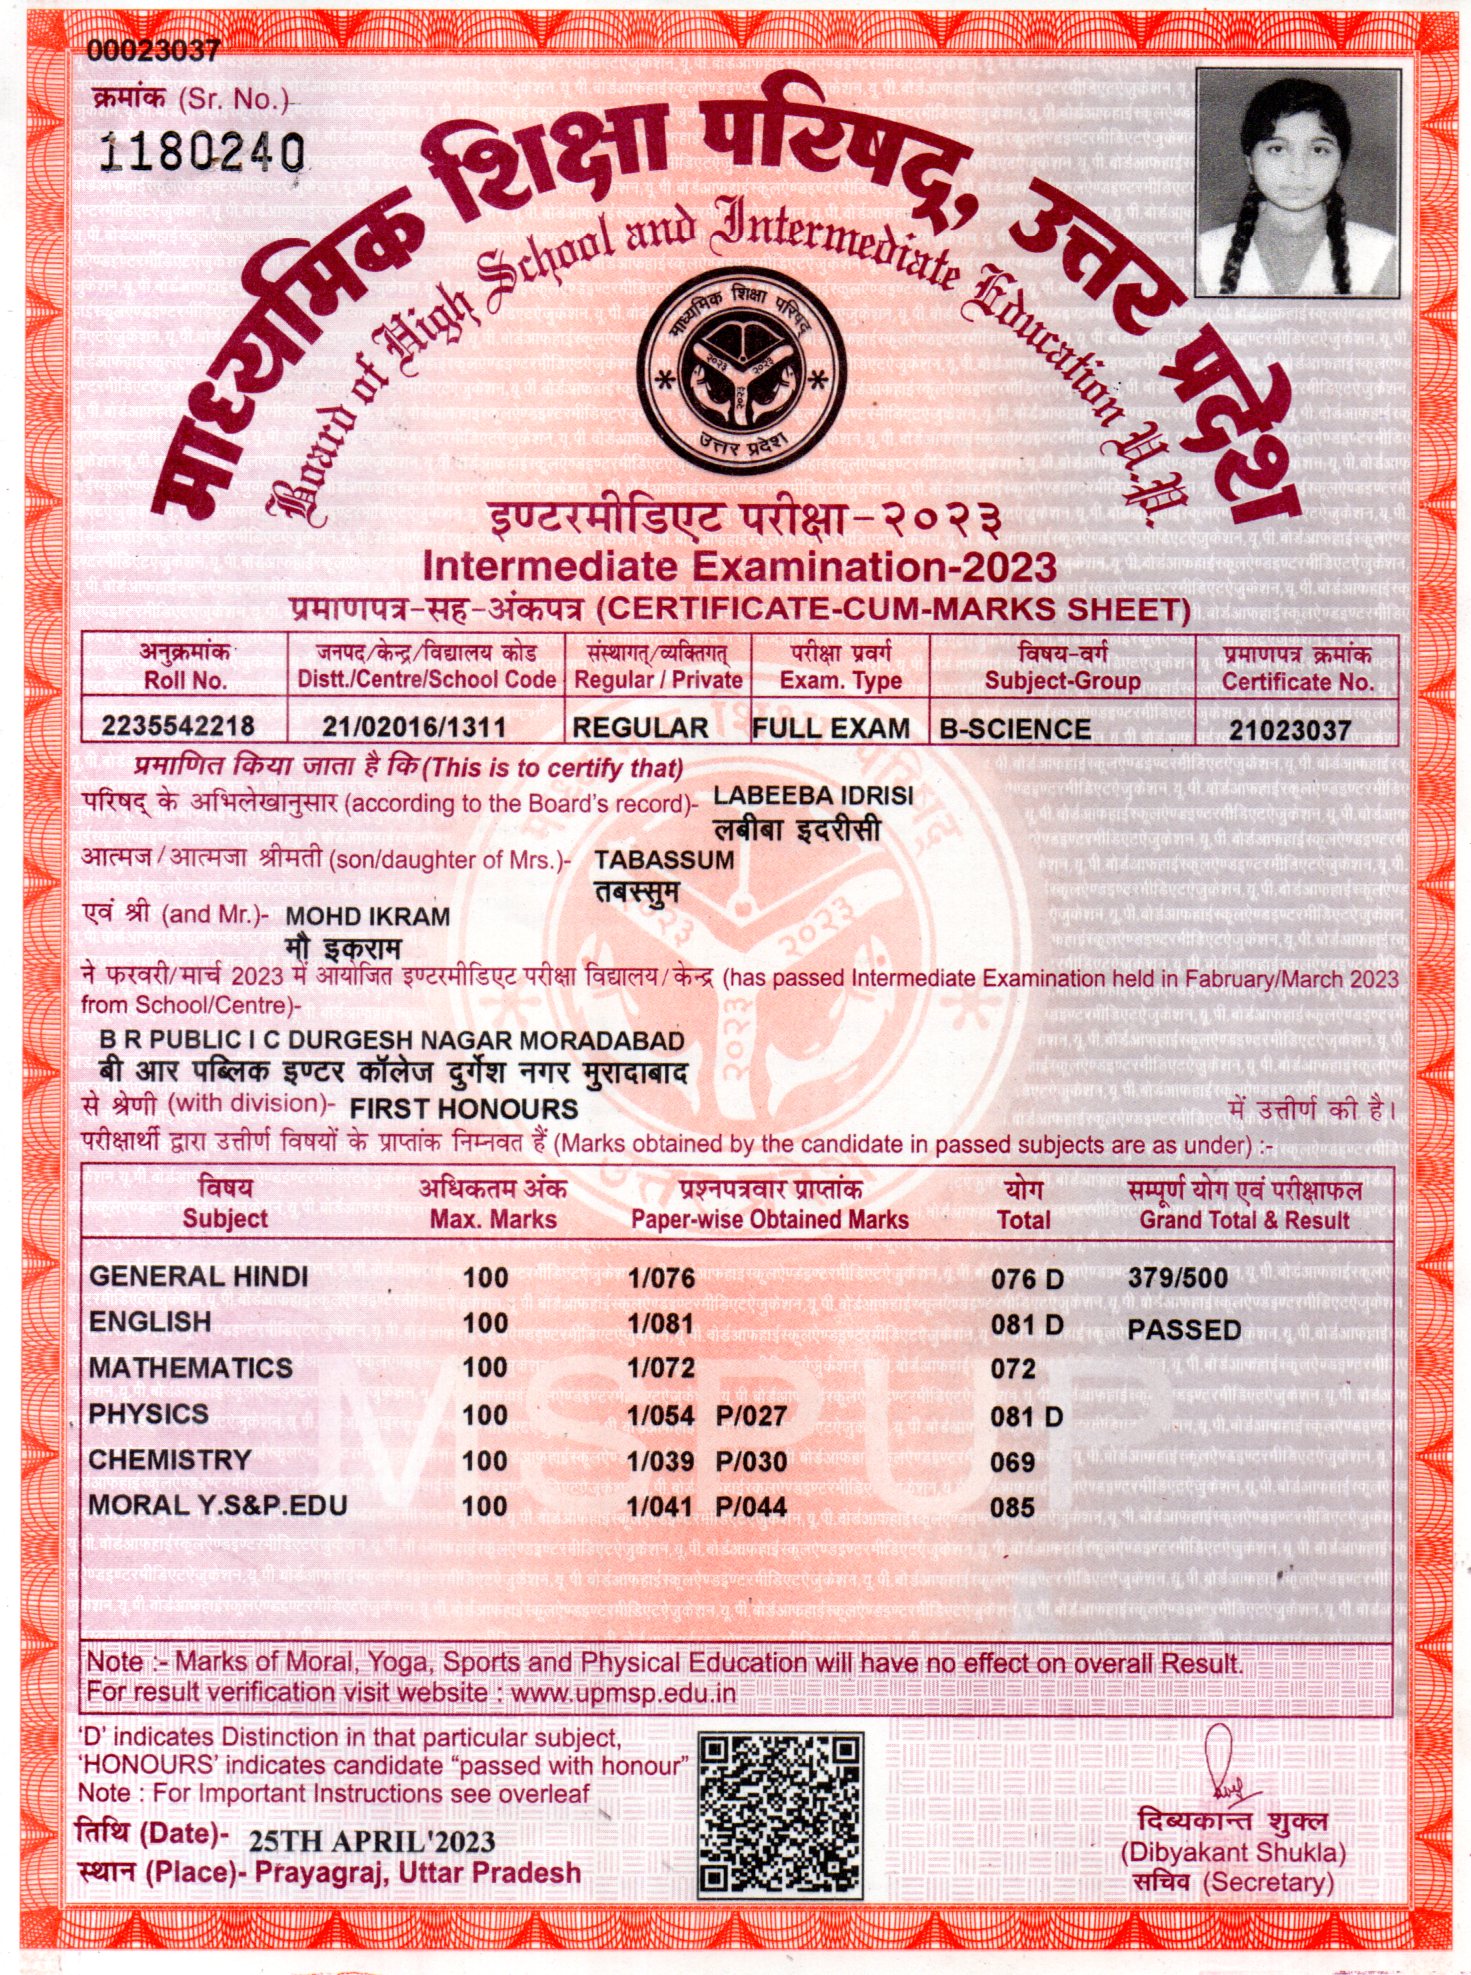 00023037
क्रमांक (Sr. No.)-
1180240
माध्यमिक शिक्षा परिषद्, उत्तर प्रदेश
Board of High School and Intermediate Education U.P.
माध्यमिक शिक्षा परिषद्
२०२३ २०२३
२०२३
उत्तर प्रदेश
इण्टरमीडिएट परीक्षा-२०२३
Intermediate Examination-2023
प्रमाणपत्र-सह-अंकपत्र (CERTIFICATE-CUM-MARKS SHEET)
अनुक्रमांक जनपद/केन्द्र/विद्यालय कोड संस्थागत्/व्यक्तिगत् परीक्षा प्रवर्ग विषय-वर्ग प्रमाणपत्र क्रमांक
Roll No. Distt./Centre/School Code Regular / Private Exam. Type Subject-Group Certificate No.
2235542218 21/02016/1311 REGULAR FULL EXAM B-SCIENCE 21023037
प्रमाणित किया जाता है कि (This is to certify that)
परिषद् के अभिलेखानुसार (according to the Board's record)- LABEEBA IDRISI
लबीबा इदरीसी
आत्मज/आत्मजा श्रीमती (son/daughter of Mrs.)- TABASSUM
तबस्सुम
एवं श्री (and Mr.)- MOHD IKRAM
मौ इकराम
ने फरवरी/मार्च 2023 में आयोजित इण्टरमीडिएट परीक्षा विद्यालय/केन्द्र (has passed Intermediate Examination held in Fabruary/March 2023
from School/Centre)-
B R PUBLIC I C DURGESH NAGAR MORADABAD
बी आर पब्लिक इण्टर कॉलेज दुर्गेश नगर मुरादाबाद
से श्रेणी (with division)- FIRST HONOURS में उत्तीर्ण की है।
परीक्षार्थी द्वारा उत्तीर्ण विषयों के प्राप्तांक निम्नवत हैं (Marks obtained by the candidate in passed subjects are as under) :-
विषय अधिकतम अंक प्रश्नपत्रवार प्राप्तांक योग सम्पूर्ण योग एवं परीक्षाफल
Subject Max. Marks Paper-wise Obtained Marks Total Grand Total & Result
GENERAL HINDI 100 1/076 076 D 379/500
ENGLISH 100 1/081 081 D PASSED
MATHEMATICS 100 1/072 072
PHYSICS 100 1/054 P/027 081 D
CHEMISTRY 100 1/039 P/030 069
MORAL Y.S&P.EDU 100 1/041 P/044 085
MSPUP
Note :- Marks of Moral, Yoga, Sports and Physical Education will have no effect on overall Result.
For result verification visit website : www.upmsp.edu.in
'D' indicates Distinction in that particular subject,
'HONOURS' indicates candidate "passed with honour"
Note : For Important Instructions see overleaf
तिथि (Date)- 25TH APRIL'2023
स्थान (Place)- Prayagraj, Uttar Pradesh
दिब्यकान्त शुक्ल
(Dibyakant Shukla)
सचिव (Secretary)